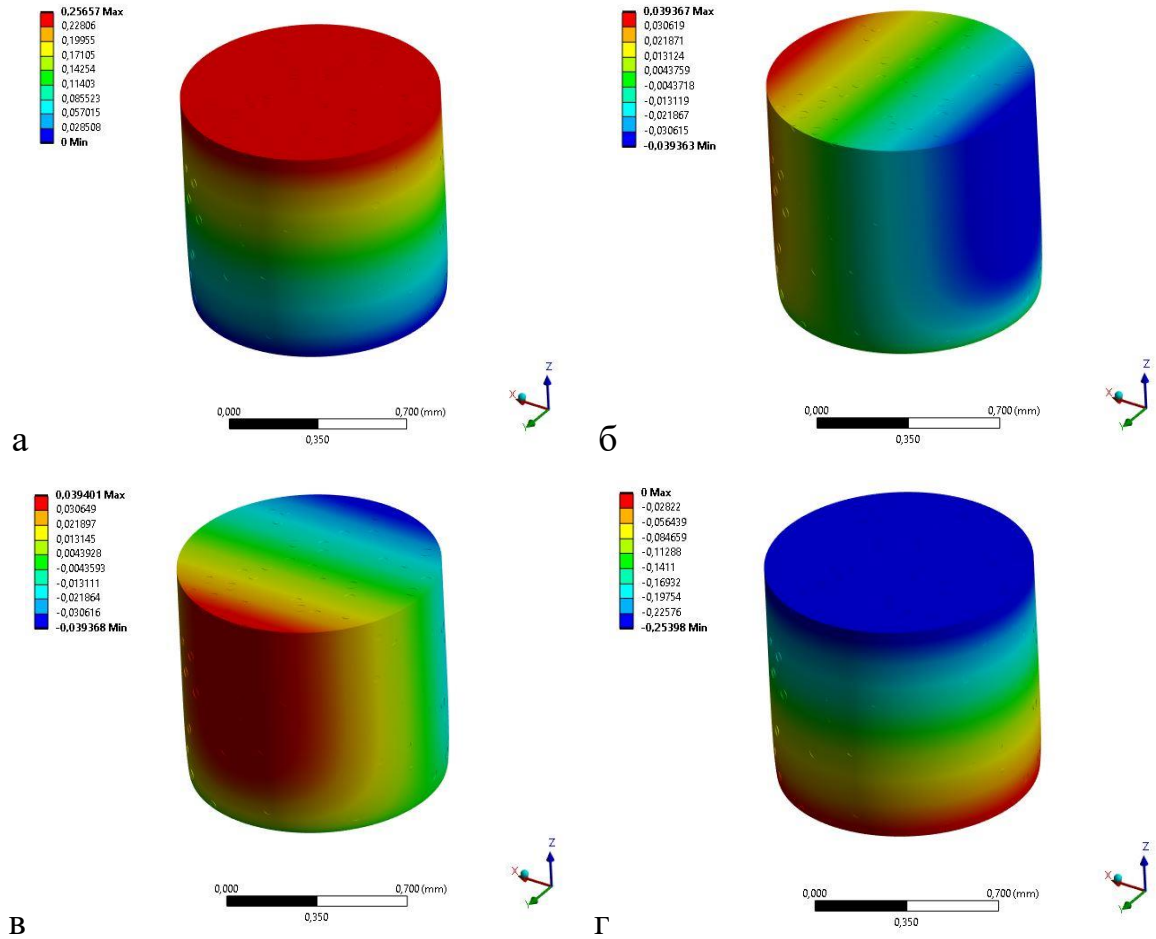 0,25657 Max
0,22806
0,19955
0,17105
0,14254
0,11403
0,085523
0,057015
0,028508
0 Min
Z
X
Y
0,000
0,700 (mm)
0,350
а
0,039367 Max
0,030619
0,021871
0,013124
0,0043759
-0,0043718
-0,013119
-0,021867
-0,030615
-0,039363 Min
Z
X
Y
0,000
0,700 (mm)
0,350
б
0,039401 Max
0,030649
0,021897
0,013145
0,0043928
-0,0043593
-0,013111
-0,021864
-0,030616
-0,039368 Min
Z
X
Y
0,000
0,700 (mm)
0,350
в
0 Max
-0,02822
-0,056439
-0,084659
-0,11288
-0,1411
-0,16932
-0,19754
-0,22576
-0,25398 Min
Z
X
Y
0,000
0,700 (mm)
0,350
г